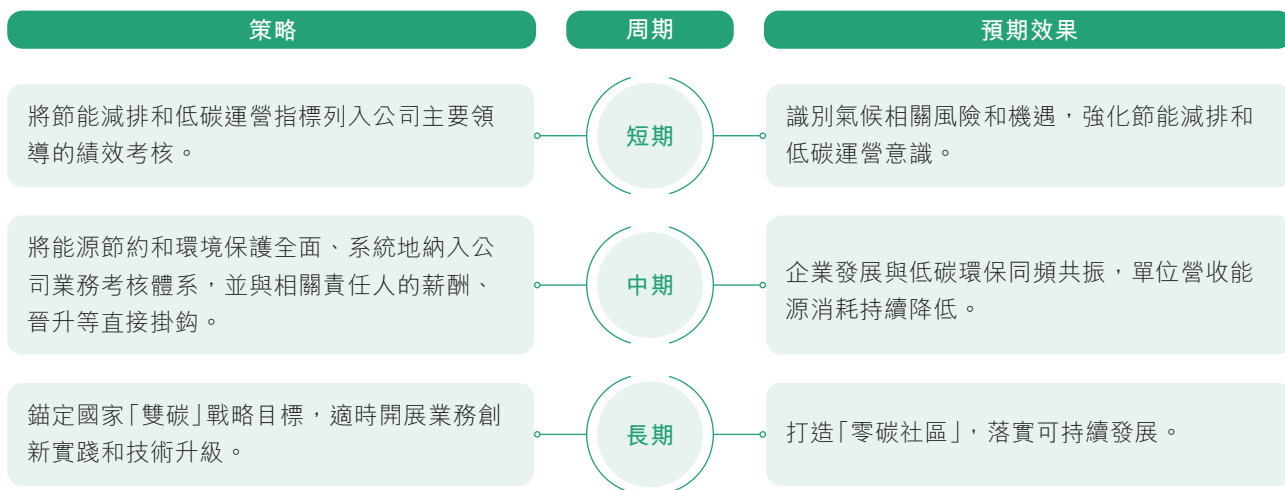 策略
周期
預期效果
將節能減排和低碳運營指標列入公司主要領
導的績效考核。
短期
識別氣候相關風險和機遇，強化節能減排和
低碳運營意識。
將能源節約和環境保護全面、系統地納入公
司業務考核體系，並與相關責任人的薪酬、
晉升等直接掛鈎。
中期
企業發展與低碳環保同頻共振，單位營收能
源消耗持續降低。
錨定國家「雙碳」戰略目標，適時開展業務創
新實踐和技術升級。
長期
打造「零碳社區」，落實可持續發展。